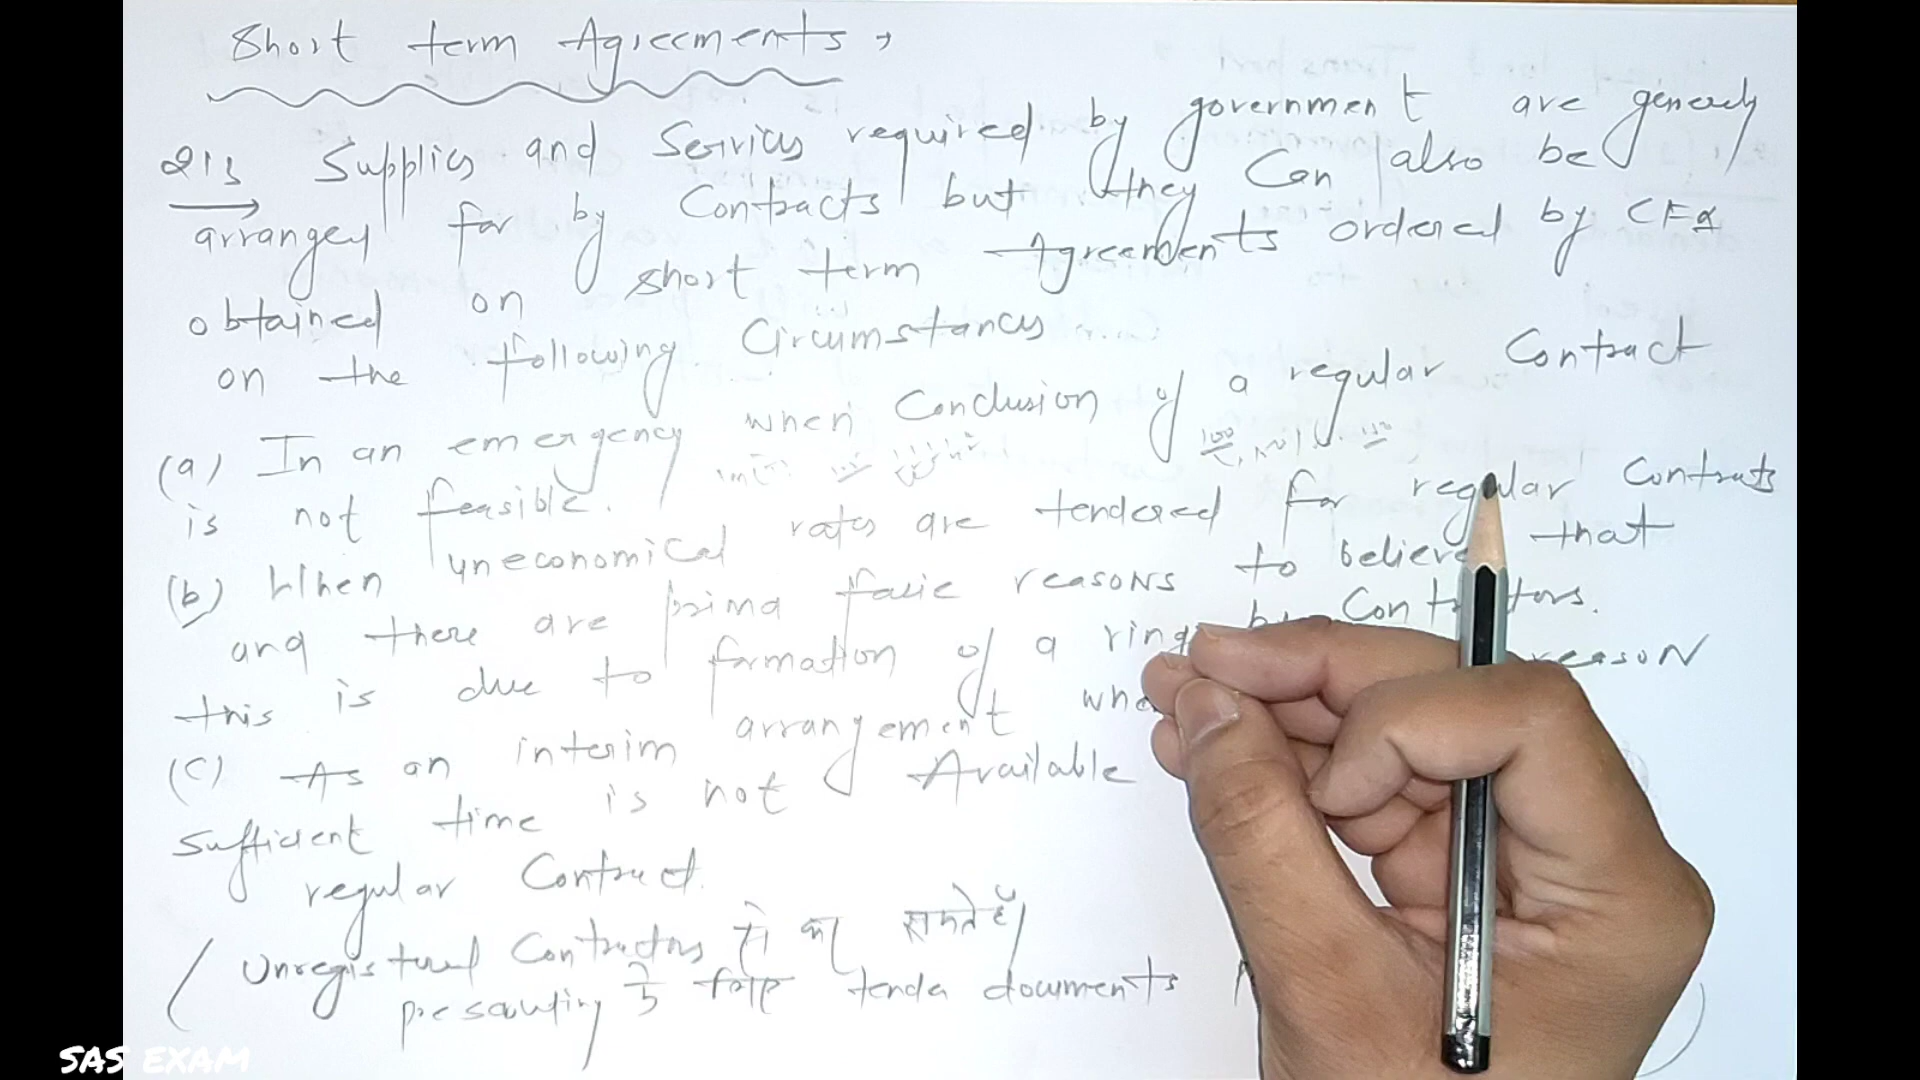 Short term Agreements,
213 Supplies and Services required by government are generaly
arranged for by Contracts but they Can also be
obtained on short term Agreements ordered by CFA
on the following Circumstances
(a) In an emergency when Conclusion of a regular Contract
is not feasible.
(b) When uneconomical rates are tendered for regular Contracts
and there are prima facie reasons to believe that
this is due to formation of a ring by Contractors.
(C) As an interim arrangement reason
sufficient time is not Available
regular Contract.
(Unregistered Contractors
tender documents
SAS EXAM